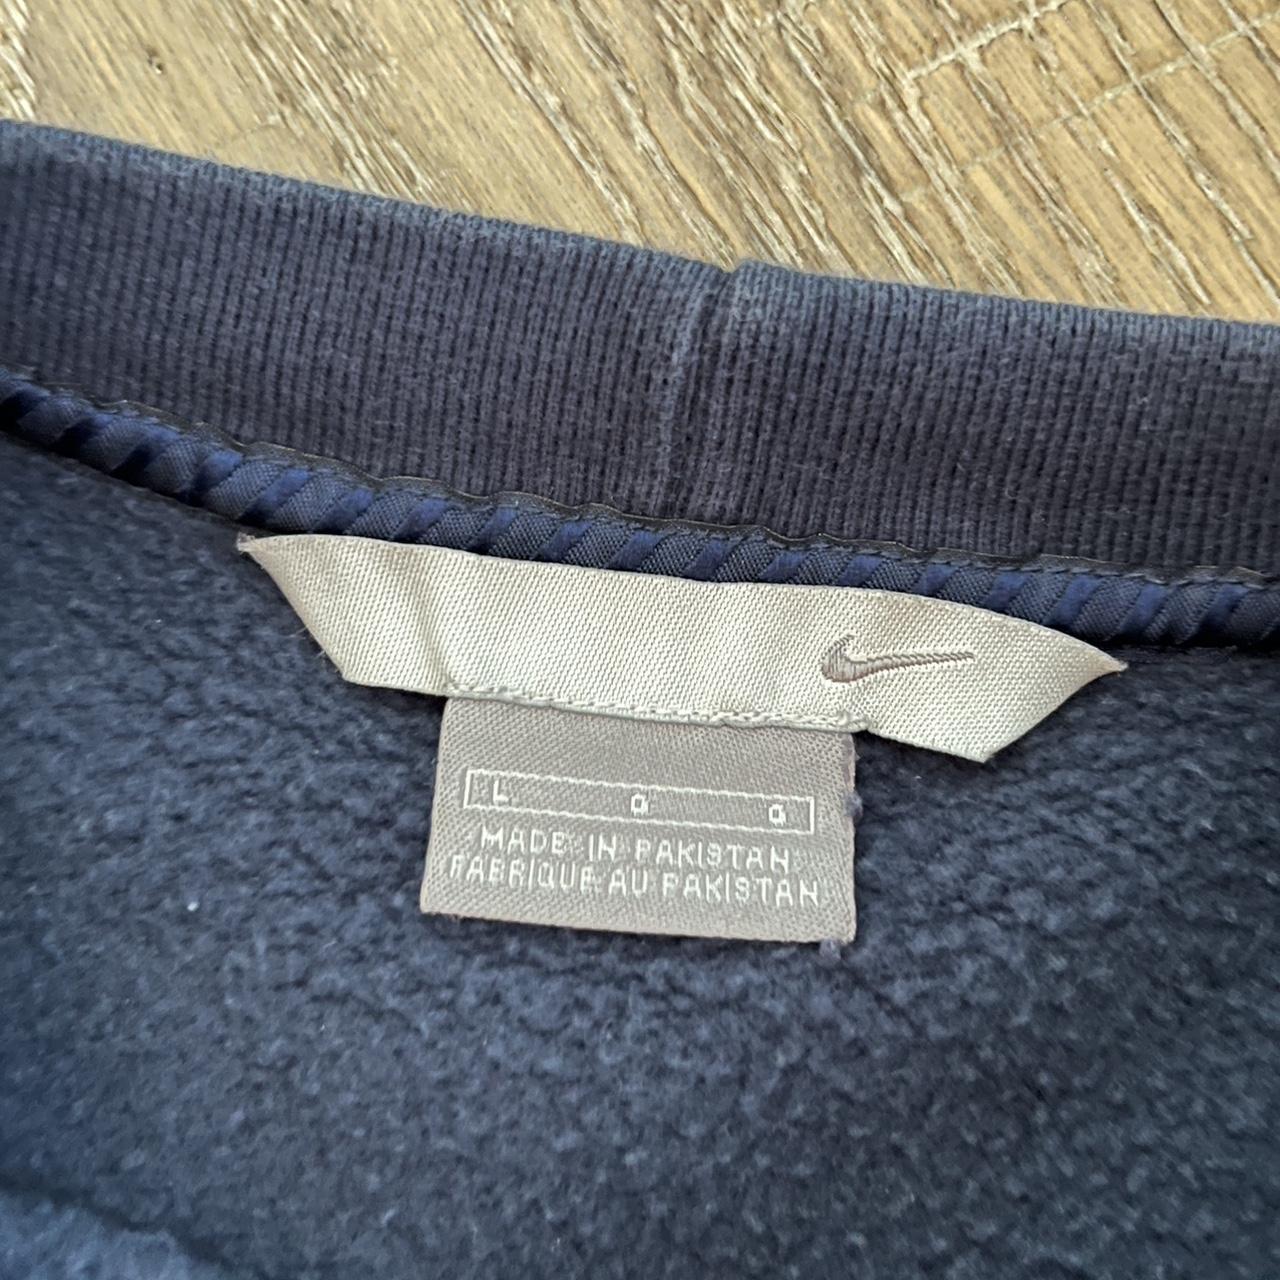 L G G
MADE IN PAKISTAN
FABRIQUE AU PAKISTAN